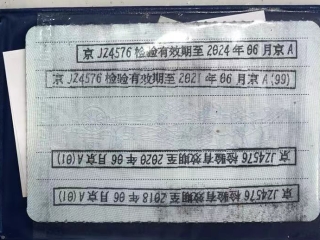 京 JZ4576 检验有效期至 2024 年 06 月京 A
京 JZ4576 检验有效期至 2021 年 06 月京 A(99)
京 JZ4576 检验有效期至 2020 年 06 月京 A(01)
京 JZ4576 检验有效期至 2018 年 06 月京 A(01)